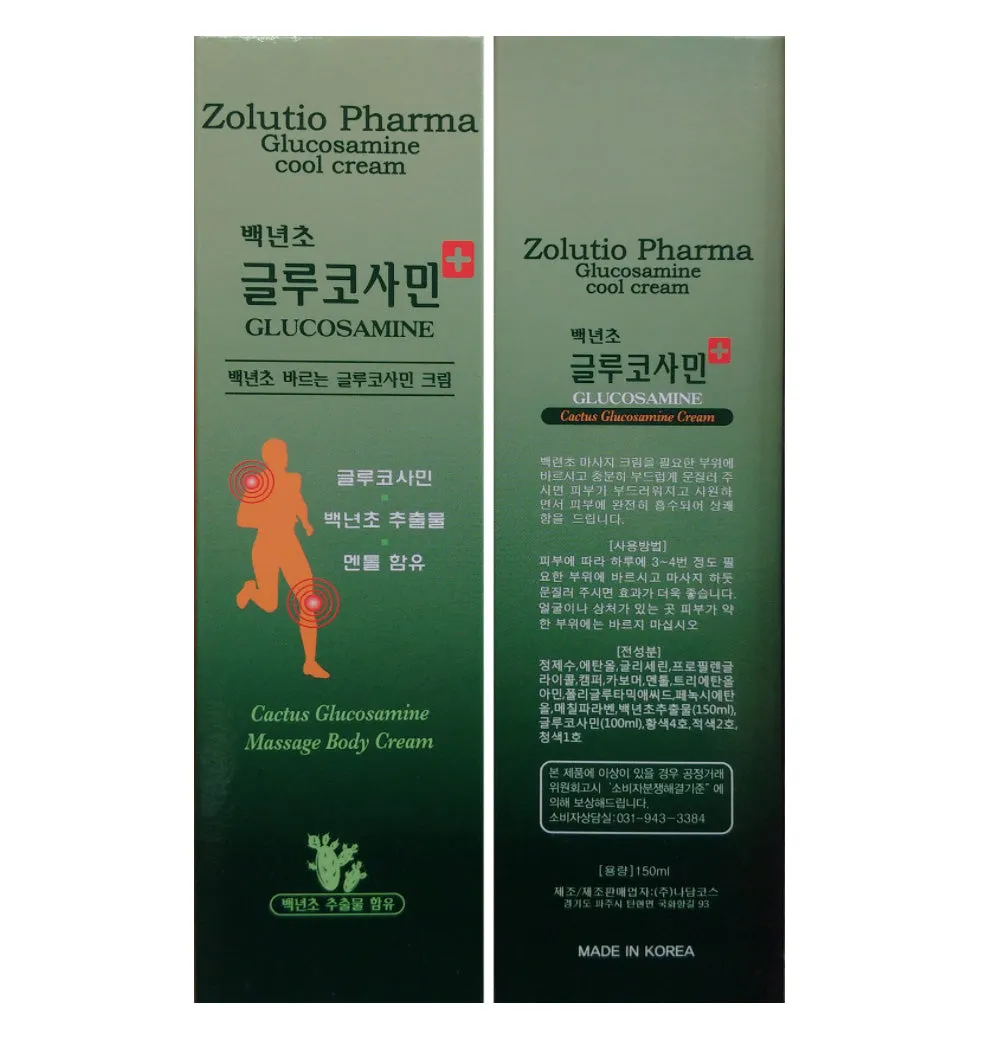 Zolutio Pharma
Glucosamine
cool cream
백년초
글루코사민
GLUCOSAMINE
백년초 바르는 글루코사민 크림
글루코사민
백년초 추출물
멘톨 함유
Cactus Glucosamine
Massage Body Cream
백년초 추출물 함유
Zolutio Pharma
Glucosamine
cool cream
백년초
글루코사민
GLUCOSAMINE
Cactus Glucosamine Cream
백련초 마사지 크림을 필요한 부위에
바르시고 충분히 부드럽게 문질러 주
시면 피부가 부드러워지고 시원하
면서 피부에 완전히 흡수되어 상쾌
함을 드립니다.
[사용방법]
피부에 따라 하루에 3~4번 정도 필
요한 부위에 바르시고 마사지 하듯
문질러 주시면 효과가 더욱 좋습니다.
얼굴이나 상처가 있는 곳 피부가 약
한 부위에는 바르지 마십시오
[전성분]
정제수,에탄올,글리세린,프로필렌글
라이콜,캠퍼,카보머,멘톨,트리에탄올
아민,폴리글루타믹애씨드,페녹시에탄
올,메칠파라벤,백년초추출물(150ml),
글루코사민(100ml),황색4호,적색2호,
청색1호
본 제품에 이상이 있을 경우 공정거래
위원회고시 '소비자분쟁해결기준" 에
의해 보상해드립니다.
소비자상담실:031-943-3384
[용량]150ml
제조/제조판매업자:(주)나담코스
경기도 파주시 탄현면 국화향길 93
MADE IN KOREA